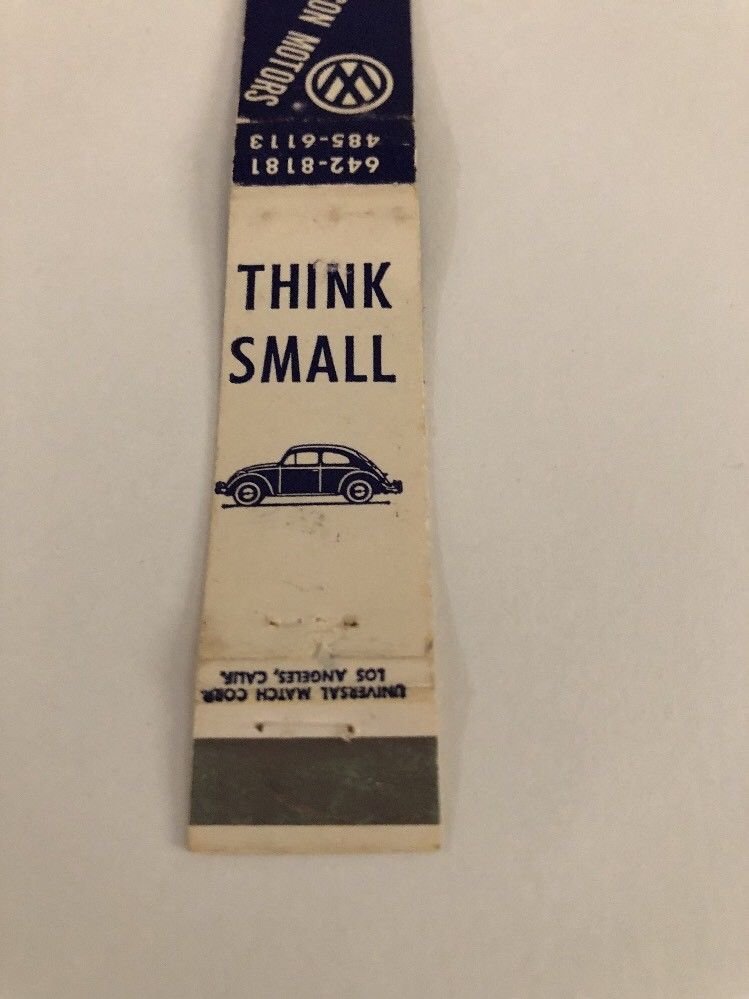 MOTORS
642-8181
485-6113
THINK
SMALL
UNIVERSAL MATCH CORP.
LOS ANGELES, CALIF.